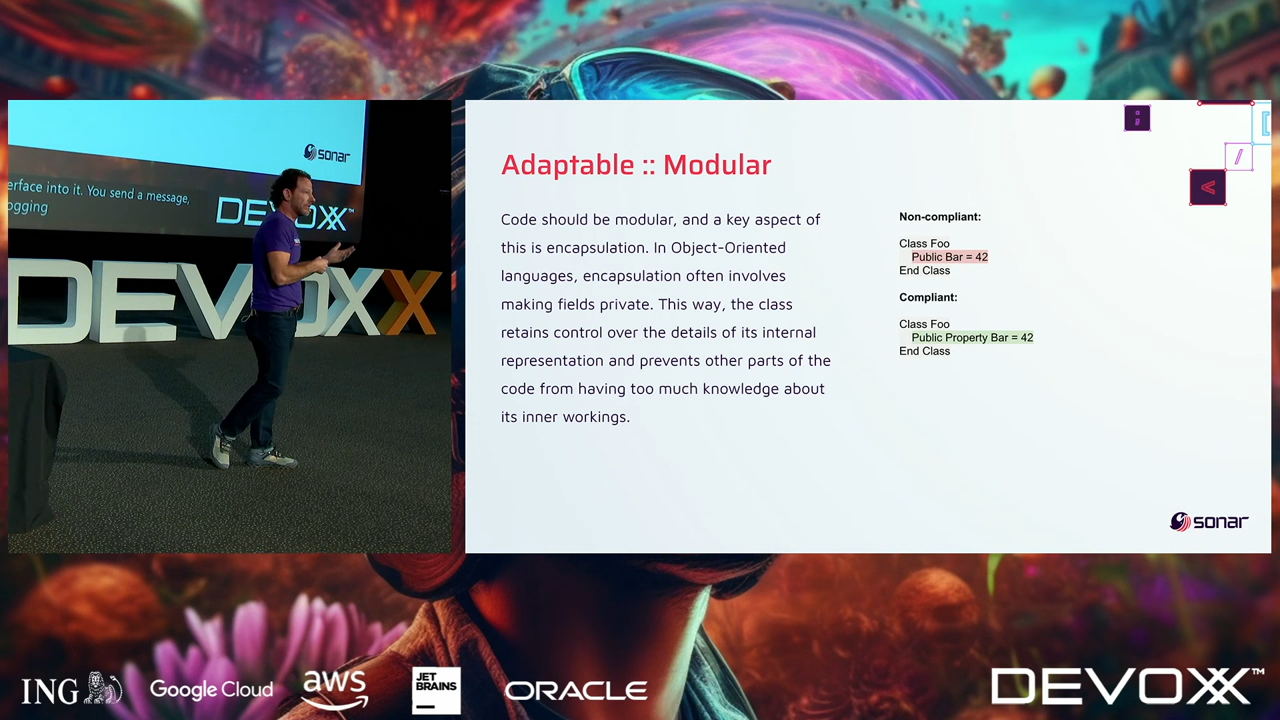 sonar
erface into it. You send a message,
ogging
DEVOXX™
DEVOXX
Adaptable :: Modular
Code should be modular, and a key aspect of
this is encapsulation. In Object-Oriented
languages, encapsulation often involves
making fields private. This way, the class
retains control over the details of its internal
representation and prevents other parts of the
code from having too much knowledge about
its inner workings.
Non-compliant:
Class Foo
Public Bar = 42
End Class
Compliant:
Class Foo
Public Property Bar = 42
End Class
;
[
/
<
sonar
ING
Google Cloud
aws
JET
BRAINS
ORACLE
DEVOXX™